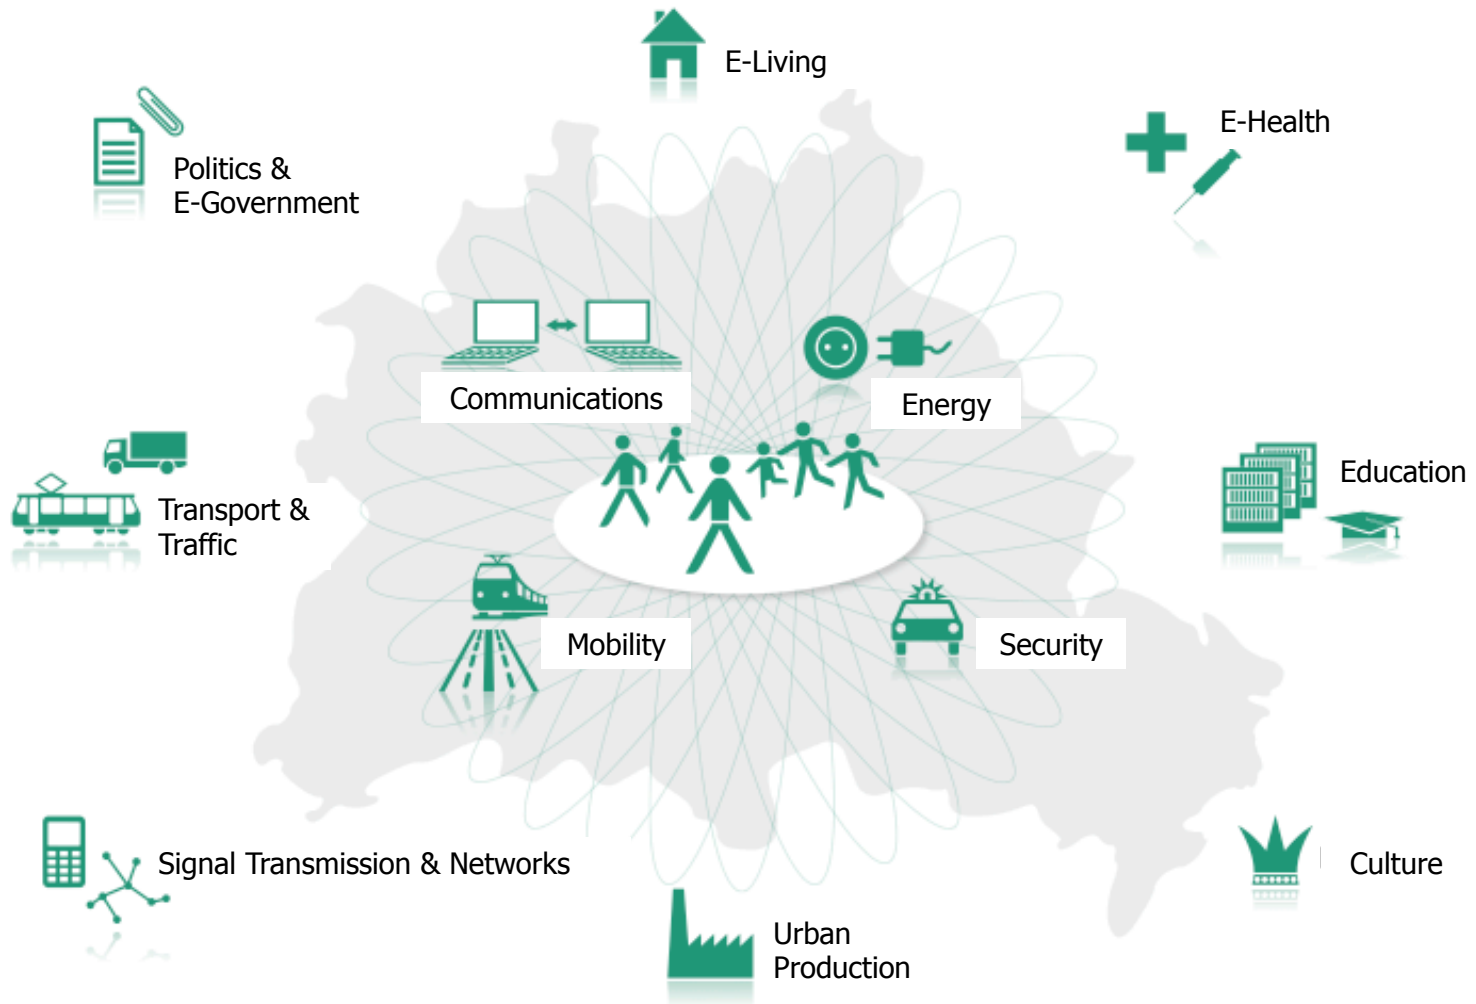 E-Living
E-Health
Politics &
E-Government
Communications
Energy
Education
Transport &
Traffic
Mobility
Security
Signal Transmission & Networks
Culture
Urban
Production